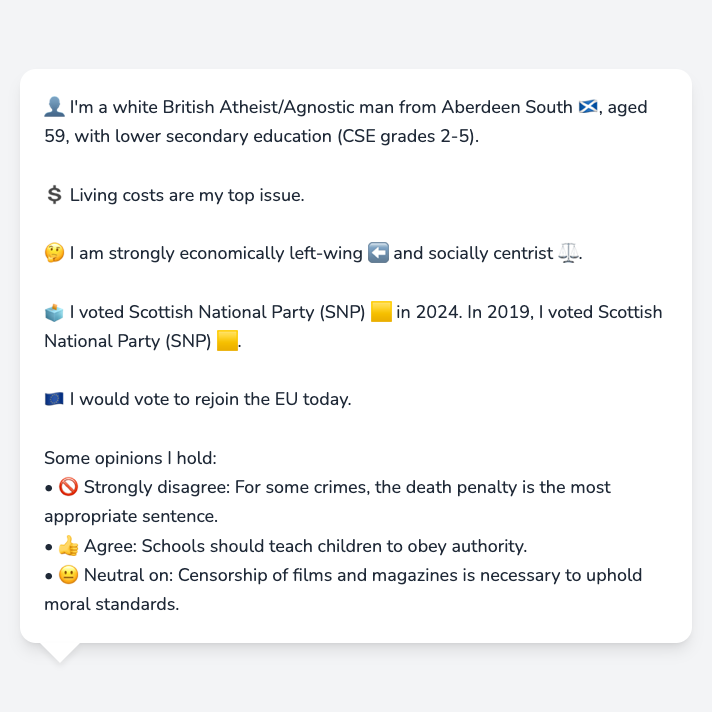 👤 I'm a white British Atheist/Agnostic man from Aberdeen South 🏴󠁧󠁢󠁳󠁣󠁴󠁿, aged
59, with lower secondary education (CSE grades 2-5).
💲 Living costs are my top issue.
🤔 I am strongly economically left-wing ⬅️ and socially centrist ⚖️.
🗳️ I voted Scottish National Party (SNP) 🟨 in 2024. In 2019, I voted Scottish
National Party (SNP) 🟨.
🇪🇺 I would vote to rejoin the EU today.
Some opinions I hold:
• 🚫 Strongly disagree: For some crimes, the death penalty is the most
appropriate sentence.
• 👍 Agree: Schools should teach children to obey authority.
• 😐 Neutral on: Censorship of films and magazines is necessary to uphold
moral standards.